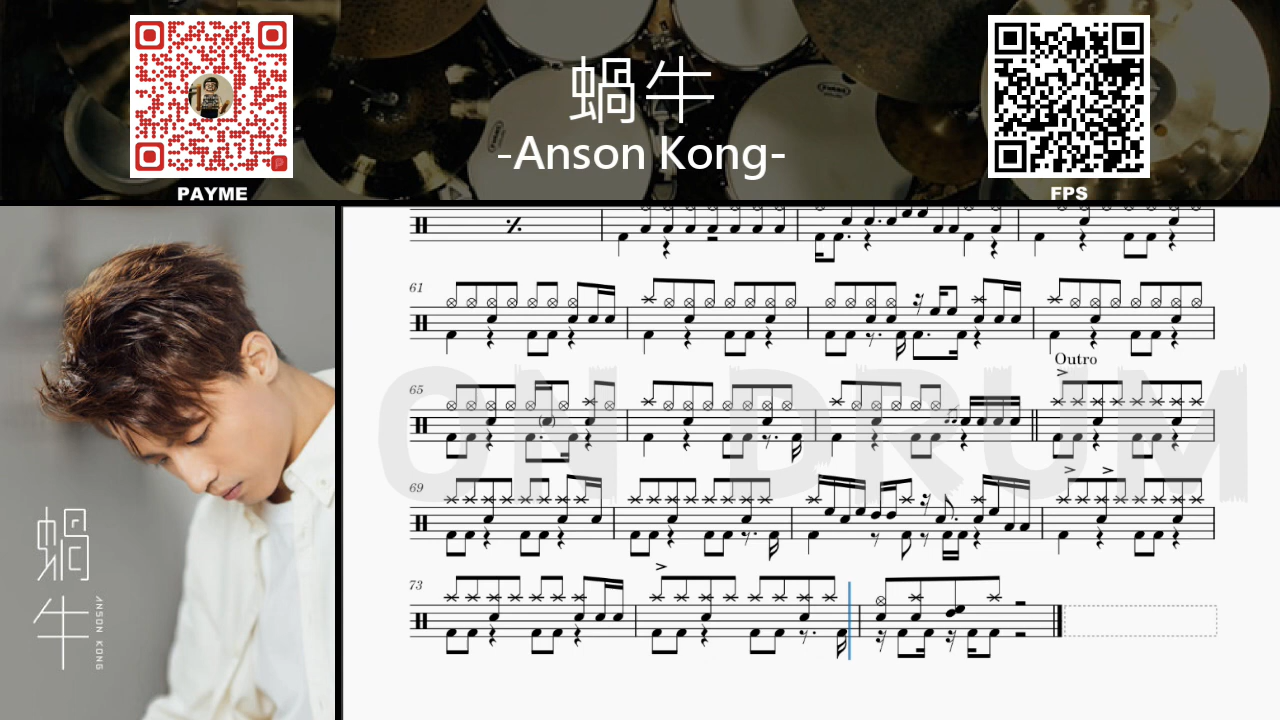 蝸牛
-Anson Kong-
PAYME
FPS
61
Outro
65
ON DRUM
69
73
蝸牛
ANSON KONG